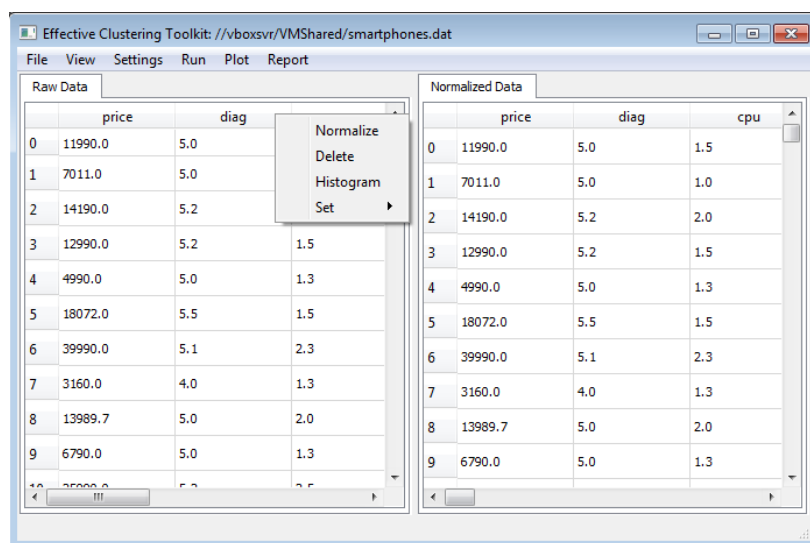 Effective Clustering Toolkit: //vboxsvr/VMShared/smartphones.dat
File View Settings Run Plot Report
Raw Data
price diag
0 11990.0 5.0
1 7011.0 5.0
2 14190.0 5.2
3 12990.0 5.2 1.5
4 4990.0 5.0 1.3
5 18072.0 5.5 1.5
6 39990.0 5.1 2.3
7 3160.0 4.0 1.3
8 13989.7 5.0 2.0
9 6790.0 5.0 1.3
Normalize
Delete
Histogram
Set
Normalized Data
price diag cpu
0 11990.0 5.0 1.5
1 7011.0 5.0 1.0
2 14190.0 5.2 2.0
3 12990.0 5.2 1.5
4 4990.0 5.0 1.3
5 18072.0 5.5 1.5
6 39990.0 5.1 2.3
7 3160.0 4.0 1.3
8 13989.7 5.0 2.0
9 6790.0 5.0 1.3